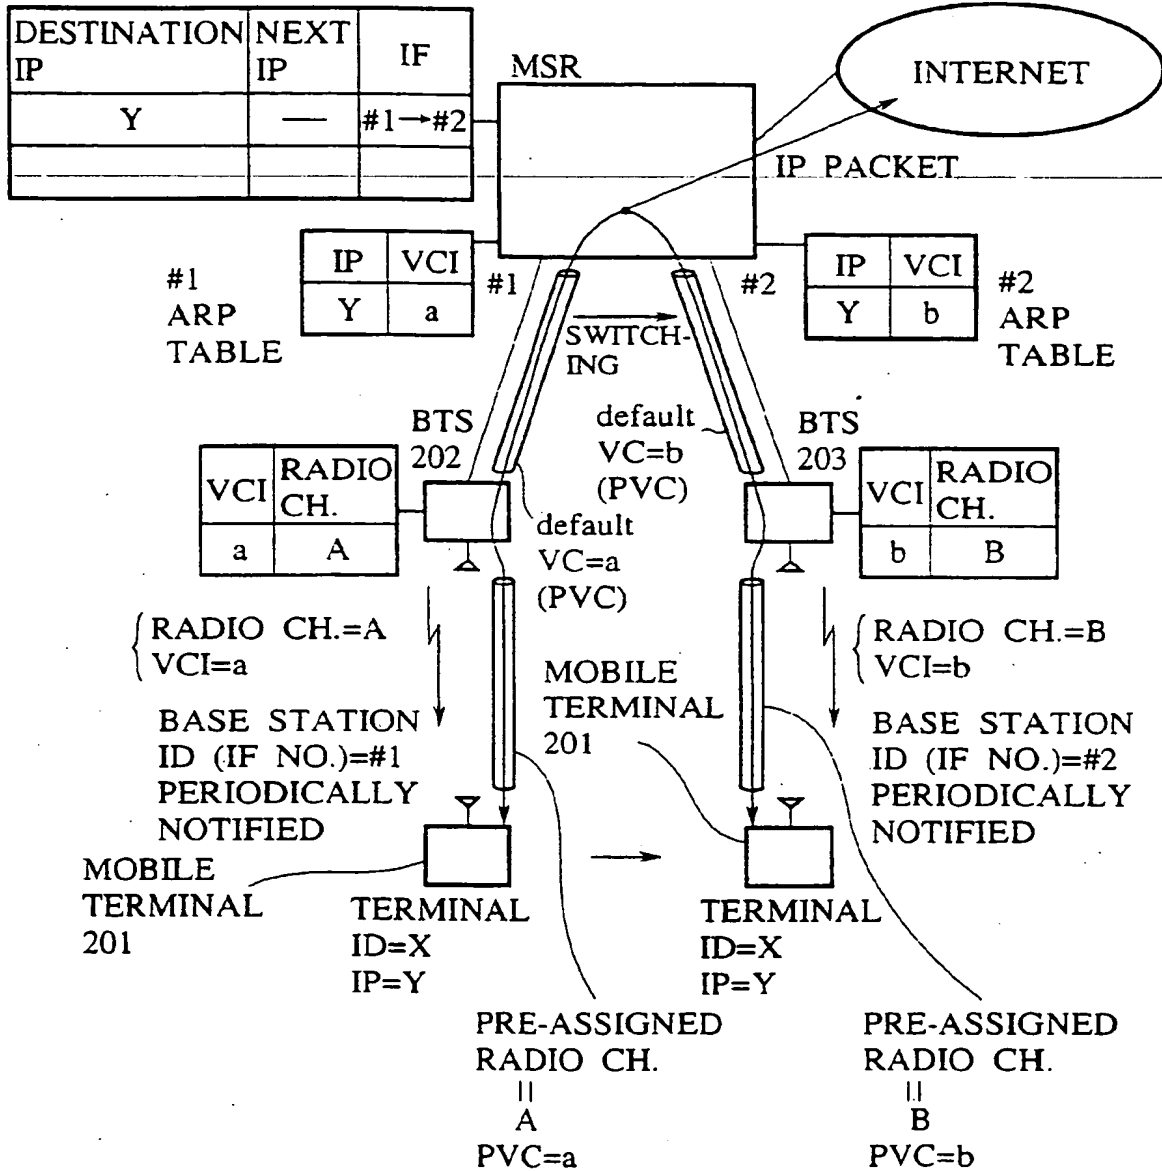 DESTINATION IP
NEXT IP
IF
Y
—
#1→#2
MSR
INTERNET
IP PACKET
#1
ARP
TABLE
IP
VCI
Y
a
#1
#2
IP
VCI
Y
b
#2
ARP
TABLE
SWITCH-
ING
BTS
202
default
VC=b
(PVC)
BTS
203
VCI
RADIO
CH.
a
A
default
VC=a
(PVC)
VCI
RADIO
CH.
b
B
RADIO CH.=A
VCI=a
RADIO CH.=B
VCI=b
BASE STATION
ID (IF NO.)=#1
PERIODICALLY
NOTIFIED
MOBILE
TERMINAL
201
BASE STATION
ID (IF NO.)=#2
PERIODICALLY
NOTIFIED
MOBILE
TERMINAL
201
TERMINAL
ID=X
IP=Y
TERMINAL
ID=X
IP=Y
PRE-ASSIGNED
RADIO CH.
=
A
PVC=a
PRE-ASSIGNED
RADIO CH.
=
B
PVC=b